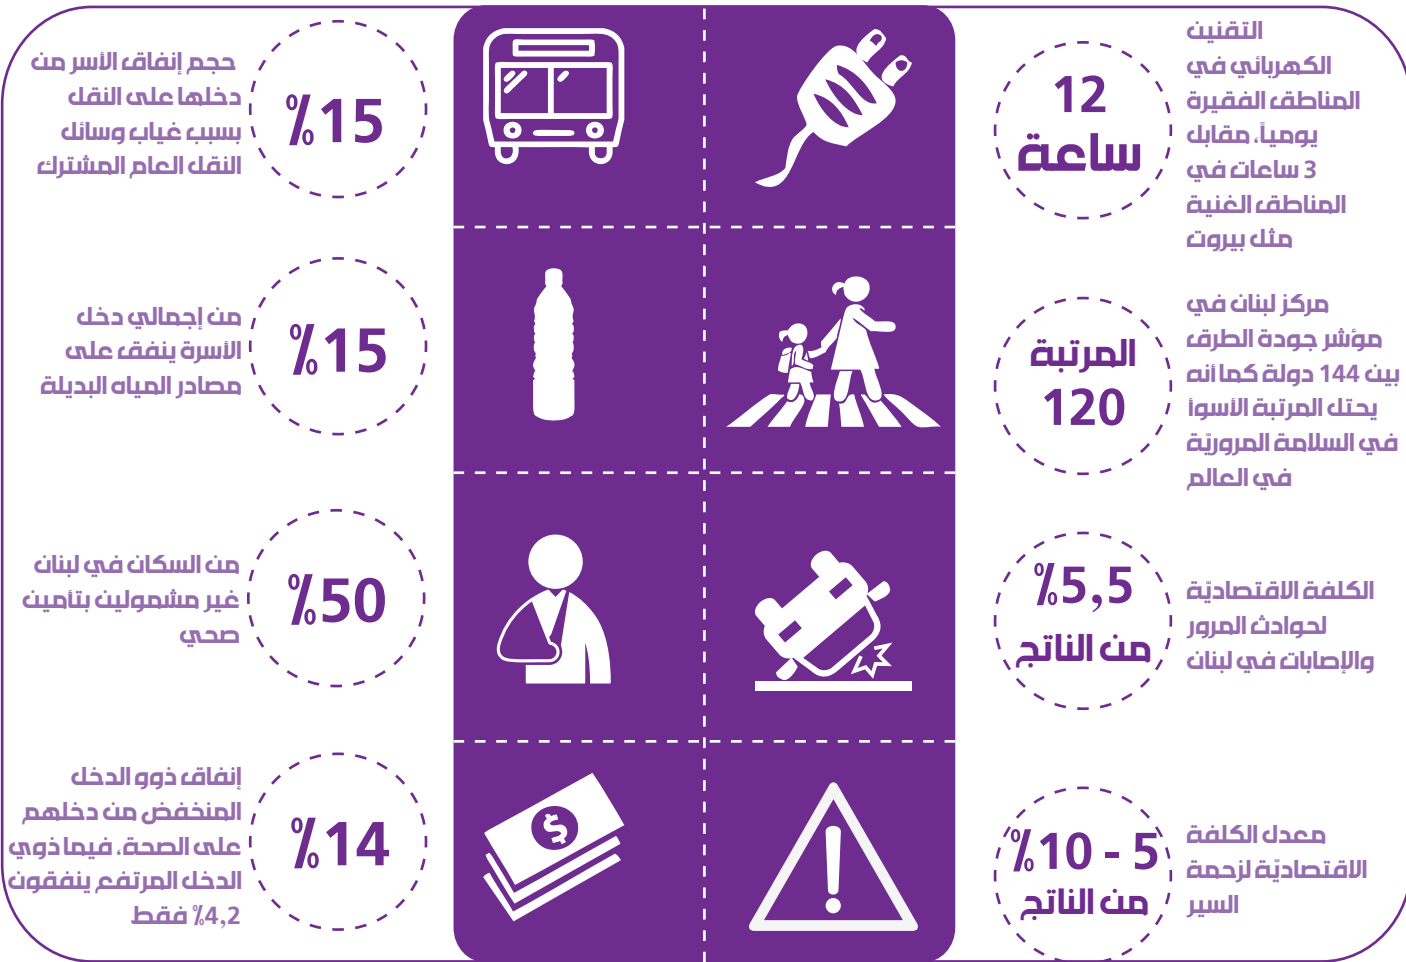 12
ساعة
التقنين
الكهربائي في
المناطق الفقيرة
يومياً، مقابل
3 ساعات في
المناطق الغنية
مثل بيروت
المرتبة
120
مركز لبنان في
مؤشر جودة الطرق
بين 144 دولة كما أنه
يحتل المرتبة الأسوأ
في السلامة المروريّة
في العالم
%5,5
من الناتج
الكلفة الاقتصاديّة
لحوادث المرور
والإصابات في لبنان
%10 - 5
من الناتج
معدل الكلفة
الاقتصاديّة لزحمة
السير
%15
حجم إنفاق الأسر من
دخلها على النقل
بسبب غياب وسائل
النقل العام المشترك
%15
من إجمالي دخل
الأسرة ينفق على
مصادر المياه البديلة
%50
من السكان في لبنان
غير مشمولين بتأمين
صحي
%14
إنفاق ذوو الدخل
المنخفض من دخلهم
على الصحة، فيما ذوي
الدخل المرتفع ينفقون
4,2% فقط